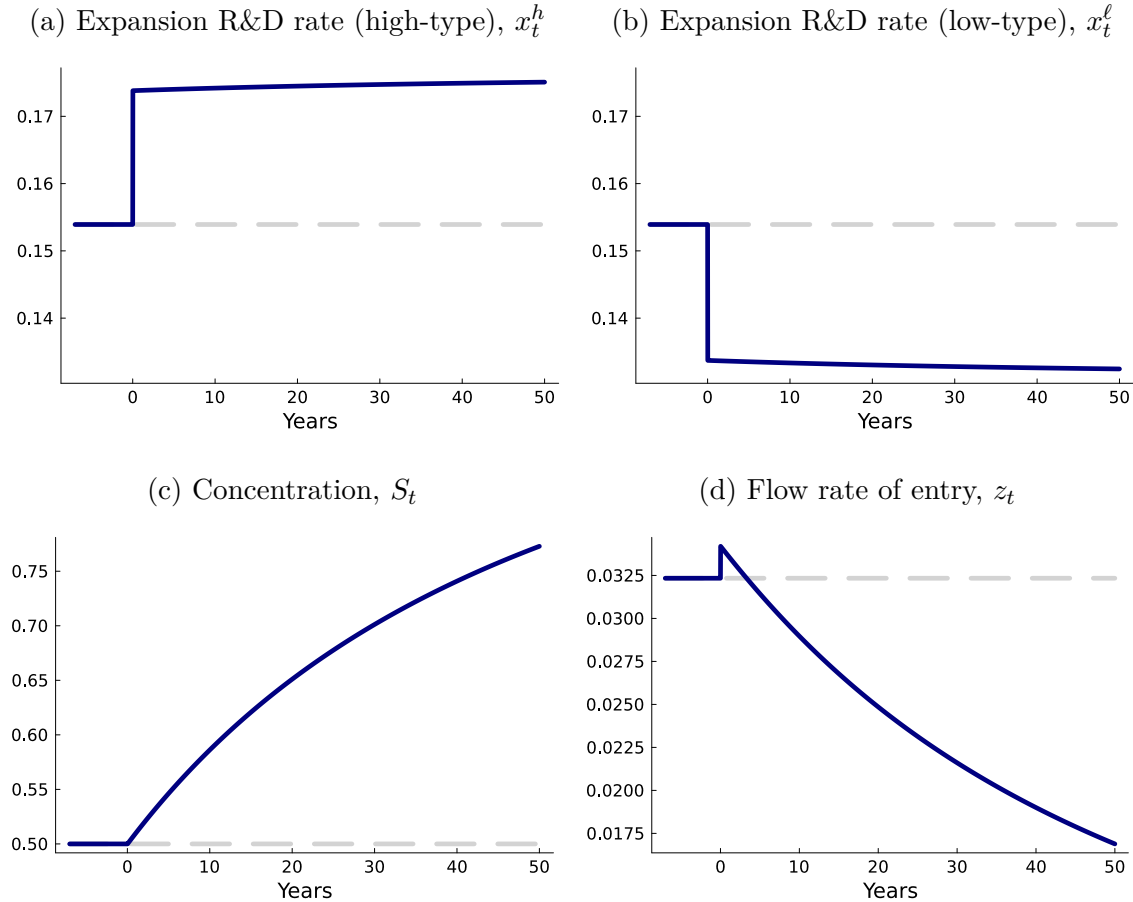 (a) Expansion R&D rate (high-type), $x_t^h$
0.17
0.16
0.15
0.14
0 10 20 30 40 50
Years
(b) Expansion R&D rate (low-type), $x_t^\ell$
0.17
0.16
0.15
0.14
0 10 20 30 40 50
Years
(c) Concentration, $S_t$
0.75
0.70
0.65
0.60
0.55
0.50
0 10 20 30 40 50
Years
(d) Flow rate of entry, $z_t$
0.0325
0.0300
0.0275
0.0250
0.0225
0.0200
0.0175
0 10 20 30 40 50
Years